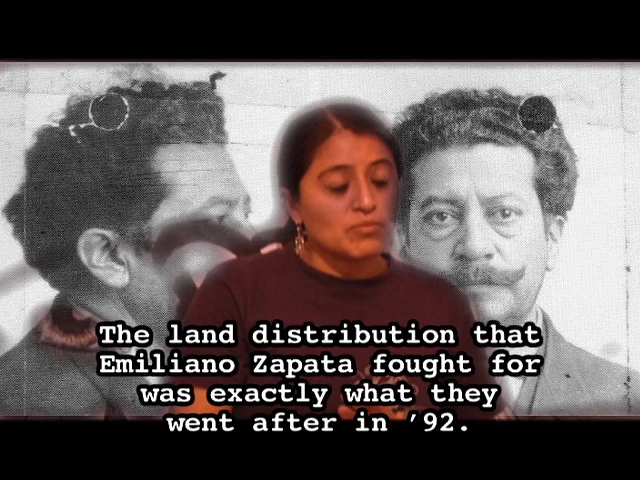 The land distribution that
Emiliano Zapata fought for
was exactly what they
went after in ’92.